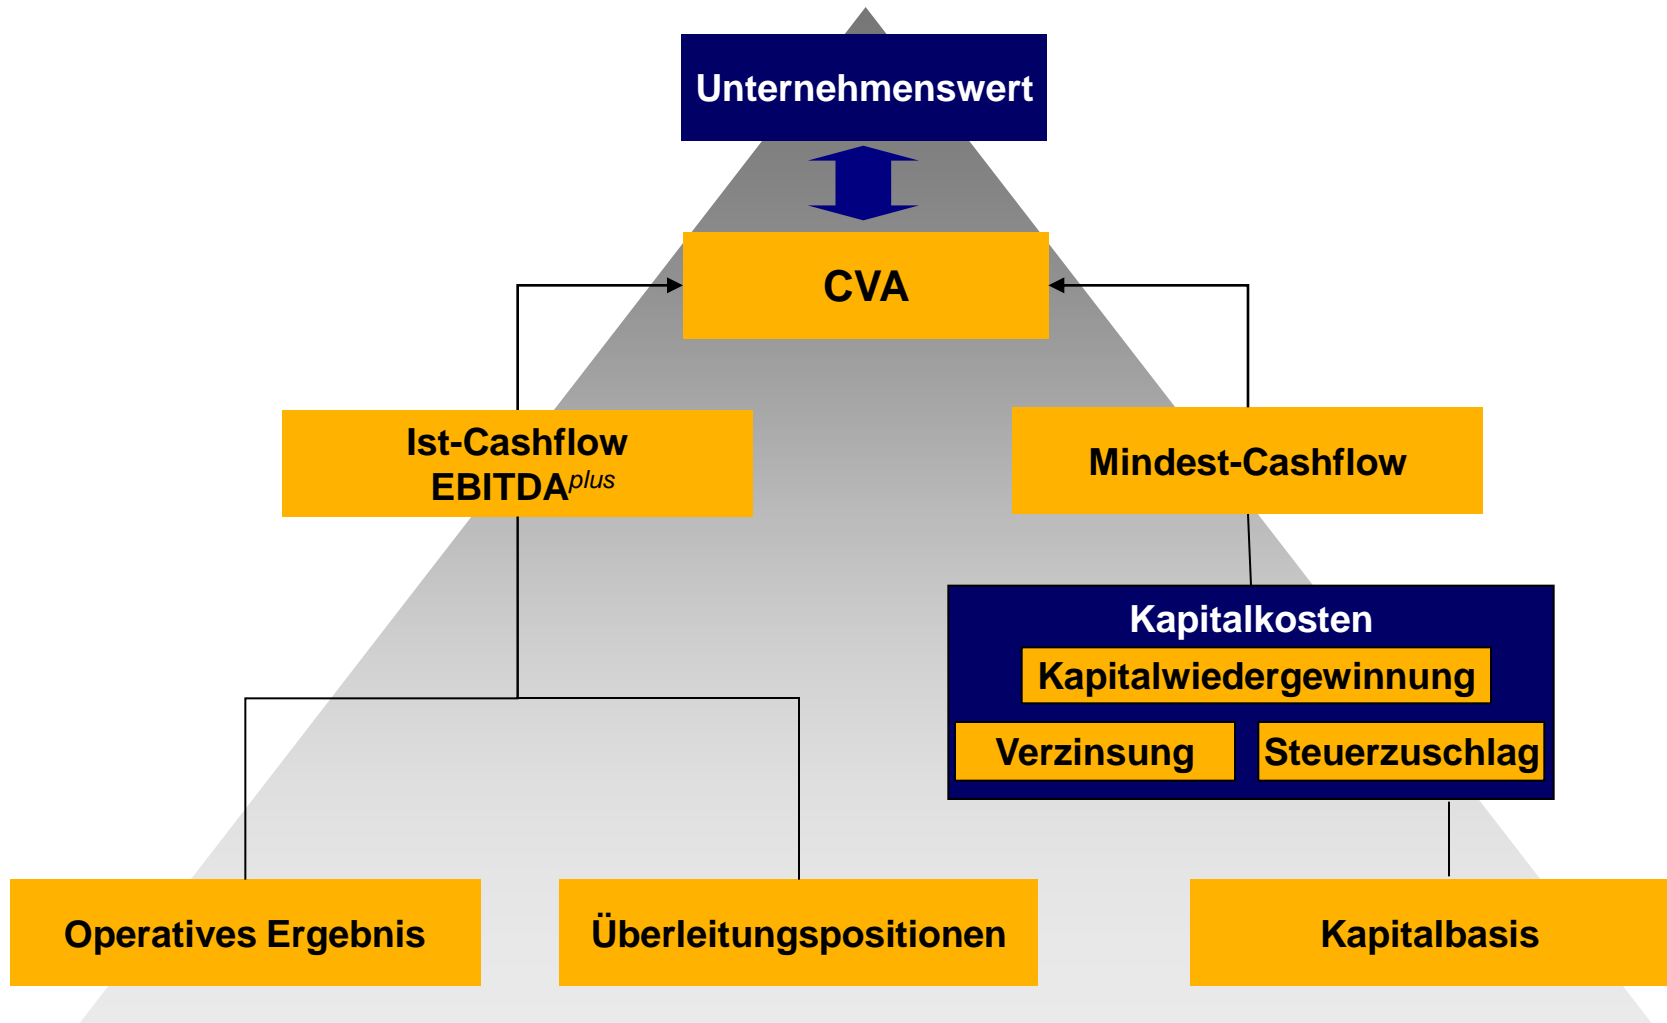 Unternehmenswert
CVA
Ist-Cashflow
EBITDAplus
Mindest-Cashflow
Kapitalkosten
Kapitalwiedergewinnung
Verzinsung
Steuerzuschlag
Operatives Ergebnis
Überleitungspositionen
Kapitalbasis